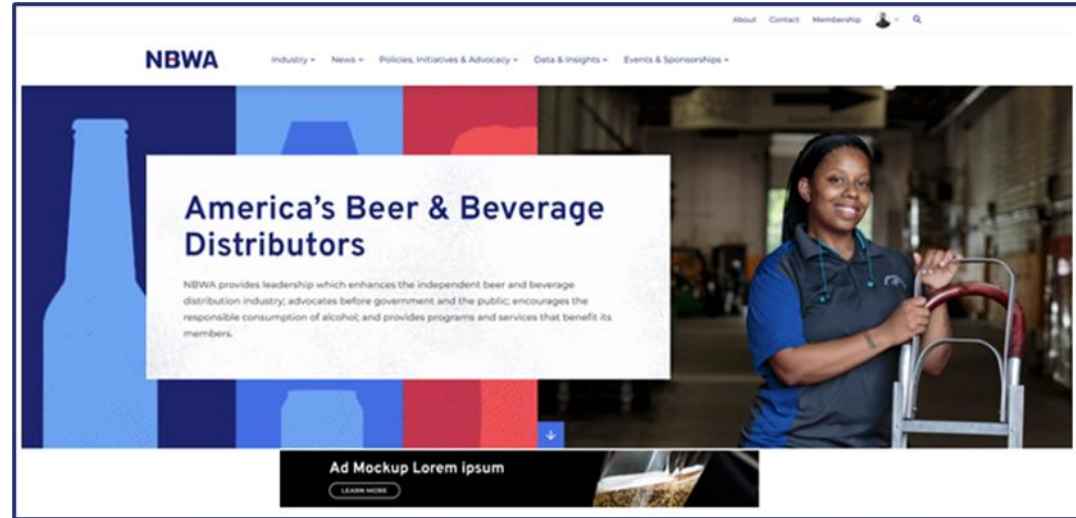 About Contact Membership
NBWA Industry News Policies, Initiatives & Advocacy Data & Insights Events & Sponsorships
America's Beer & Beverage
Distributors
NBWA provides leadership which enhances the independent beer and beverage
distribution industry; advocates before government and the public; encourages the
responsible consumption of alcohol; and provides programs and services that benefit its
members.
Ad Mockup Lorem ipsum
LEARN MORE